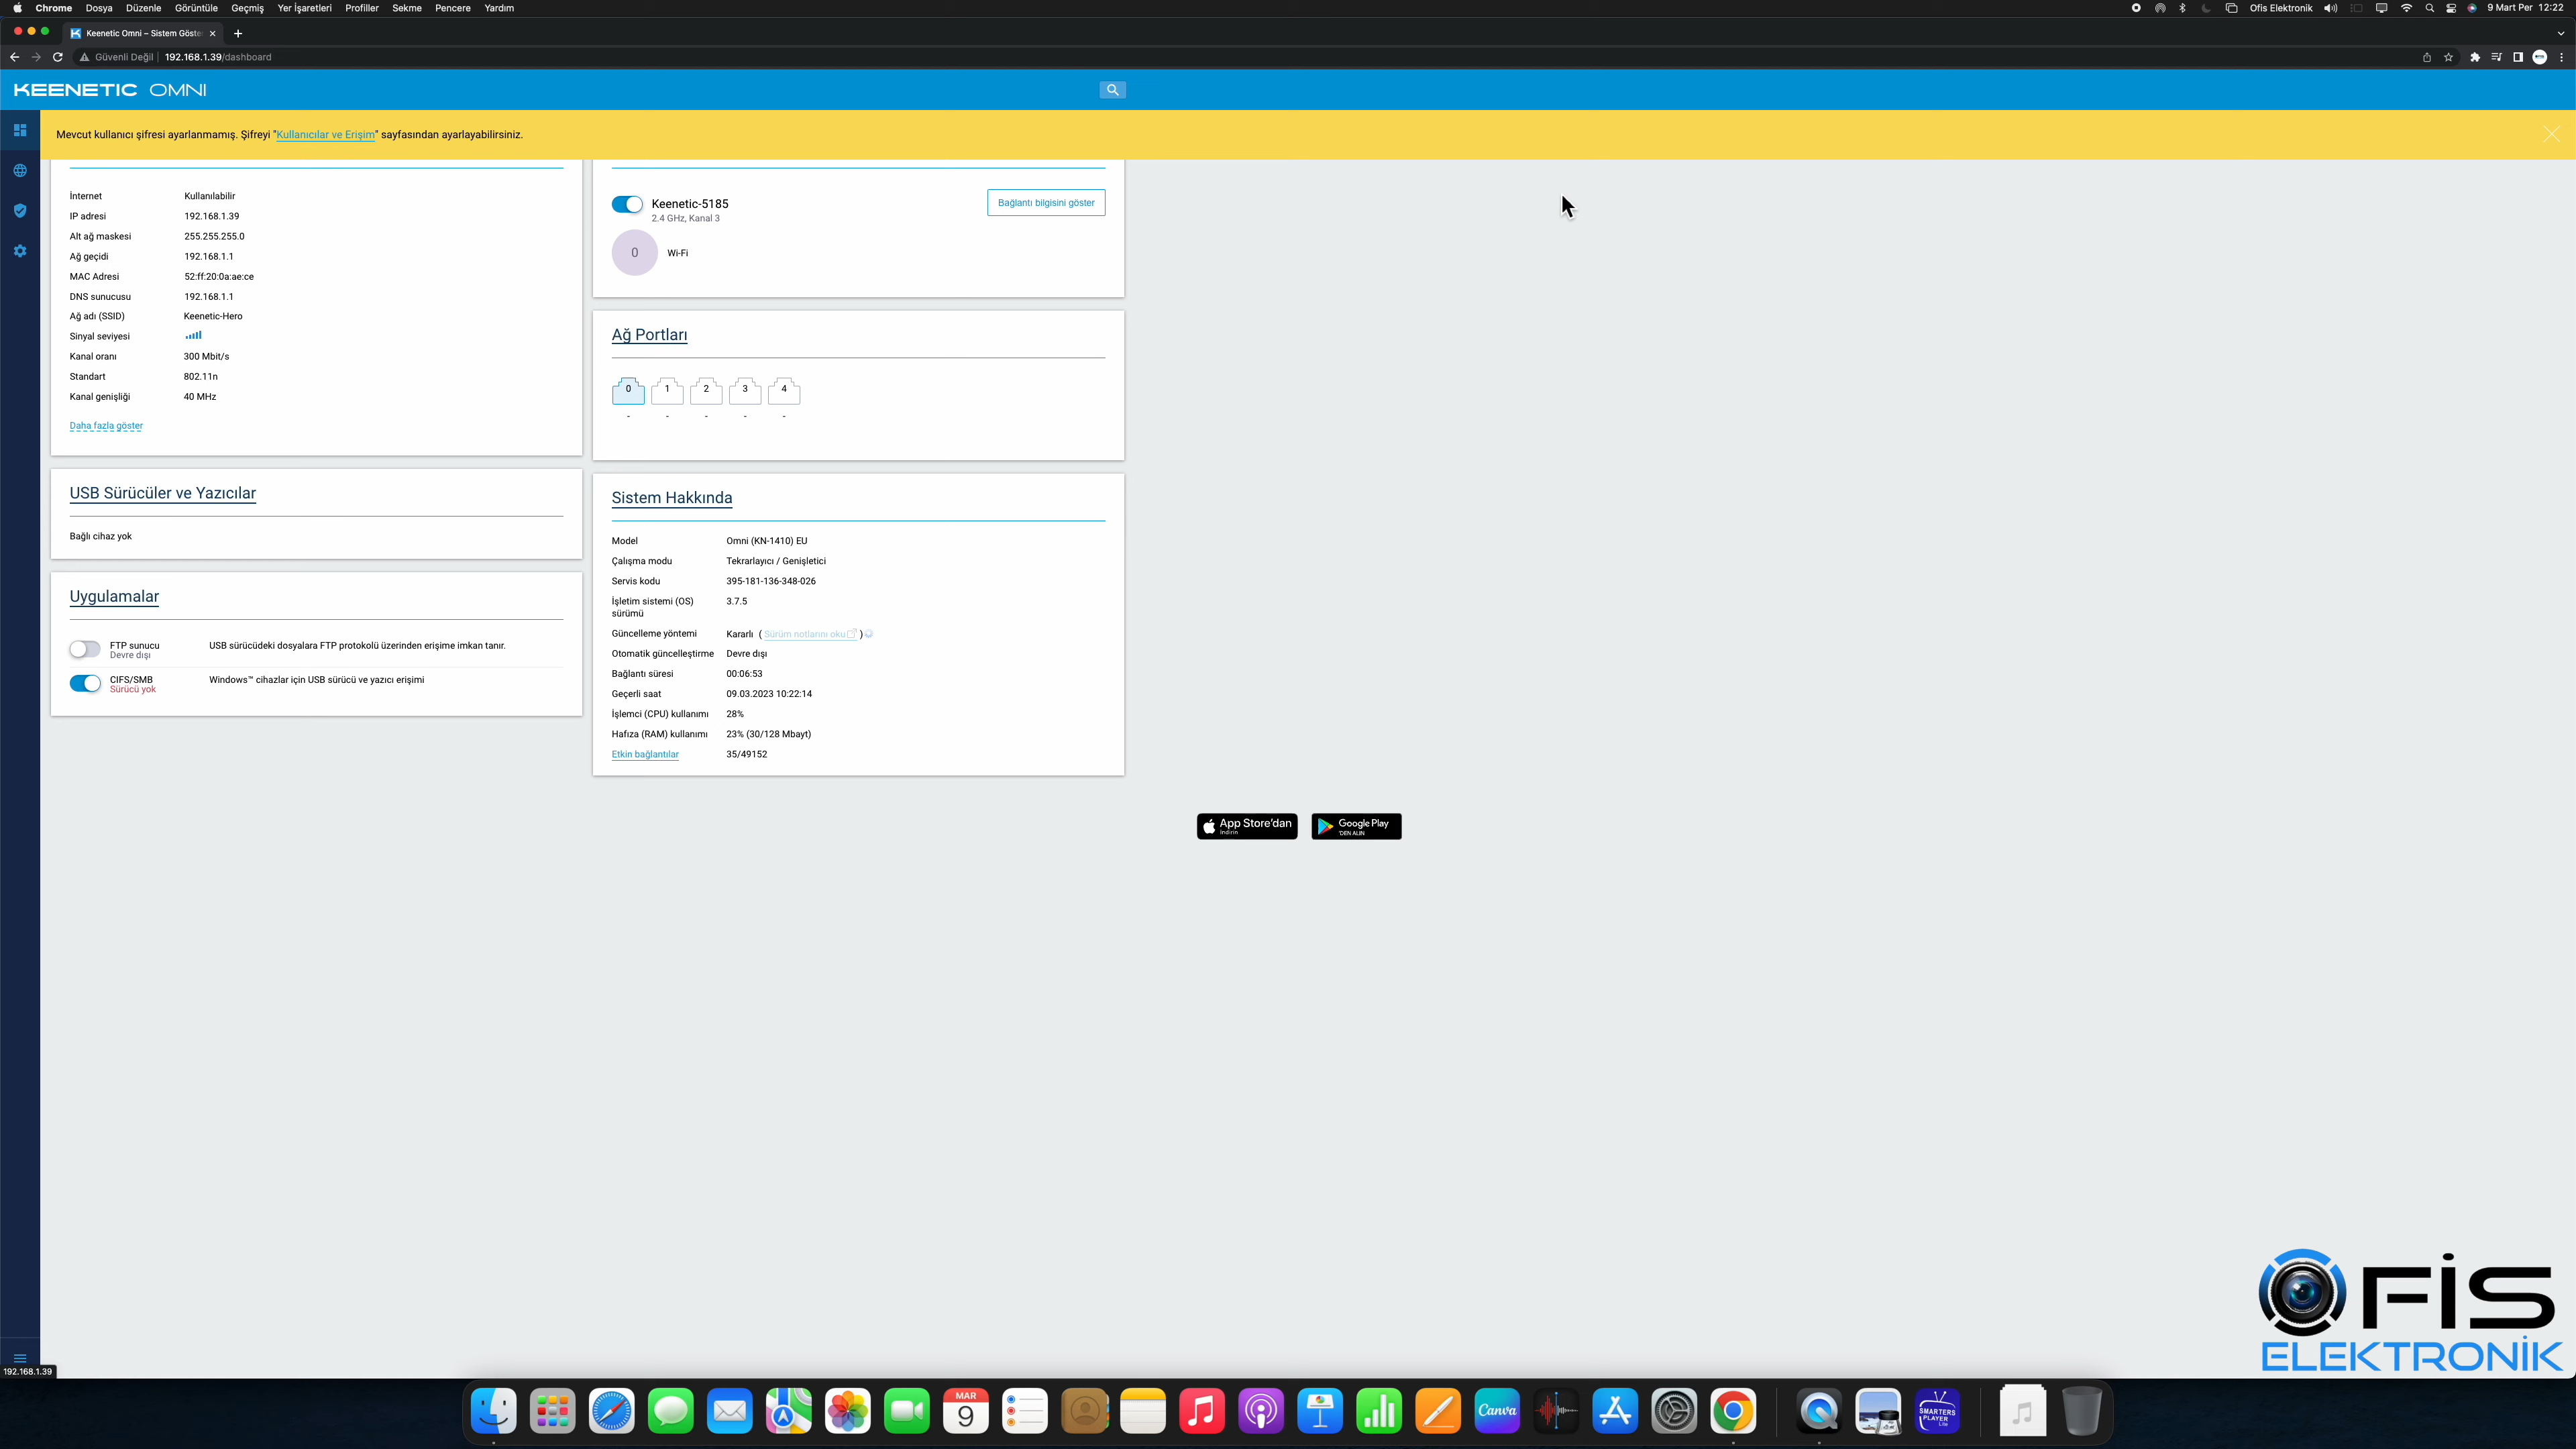 Chrome Dosya Düzenle Görüntüle Geçmiş Yer İşaretleri Profiller Sekme Pencere Yardım
Ofis Elektronik 9 Mart Per 12:22
Keenetic Omni – Sistem Göste
Güvenli Değil 192.168.1.39/dashboard
KEENETIC OMNI
Mevcut kullanıcı şifresi ayarlanmamış. Şifreyi "Kullanıcılar ve Erişim" sayfasından ayarlayabilirsiniz.
İnternet Kullanılabilir
IP adresi 192.168.1.39
Alt ağ maskesi 255.255.255.0
Ağ geçidi 192.168.1.1
MAC Adresi 52:ff:20:0a:ae:ce
DNS sunucusu 192.168.1.1
Ağ adı (SSID) Keenetic-Hero
Sinyal seviyesi
Kanal oranı 300 Mbit/s
Standart 802.11n
Kanal genişliği 40 MHz
Daha fazla göster
USB Sürücüler ve Yazıcılar
Bağlı cihaz yok
Uygulamalar
FTP sunucu USB sürücüdeki dosyalara FTP protokolü üzerinden erişime imkan tanır.
Devre dışı
CIFS/SMB Windows™ cihazlar için USB sürücü ve yazıcı erişimi
Sürücü yok
Keenetic-5185 Bağlantı bilgisini göster
2.4 GHz, Kanal 3
0 Wi-Fi
Ağ Portları
0 1 2 3 4
- - - - -
Sistem Hakkında
Model Omni (KN-1410) EU
Çalışma modu Tekrarlayıcı / Genişletici
Servis kodu 395-181-136-348-026
İşletim sistemi (OS) 3.7.5
sürümü
Güncelleme yöntemi Kararlı ( Sürüm notlarını oku )
Otomatik güncelleştirme Devre dışı
Bağlantı süresi 00:06:53
Geçerli saat 09.03.2023 10:22:14
İşlemci (CPU) kullanımı 28%
Hafıza (RAM) kullanımı 23% (30/128 Mbayt)
Etkin bağlantılar 35/49152
App Store'dan
İndirin
Google Play
'DEN ALIN
OFİS
ELEKTRONİK
192.168.1.39
MAR
9
Canva
SMARTERS
PLAYER
Lite